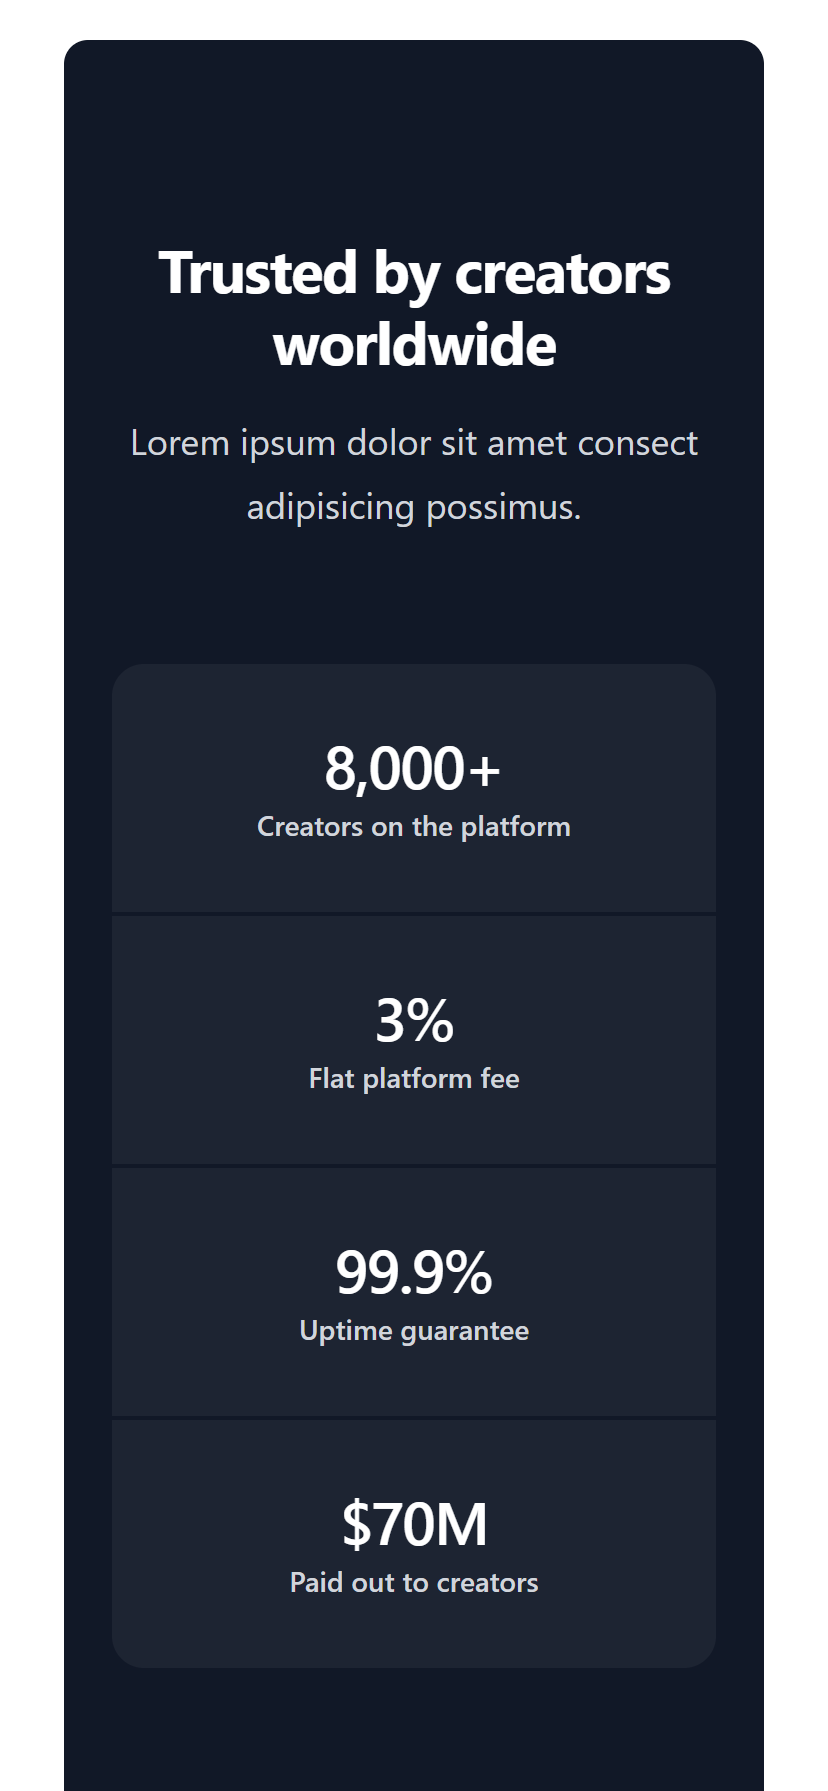 Trusted by creators
worldwide
Lorem ipsum dolor sit amet consect
adipisicing possimus.
8,000+
Creators on the platform
3%
Flat platform fee
99.9%
Uptime guarantee
$70M
Paid out to creators